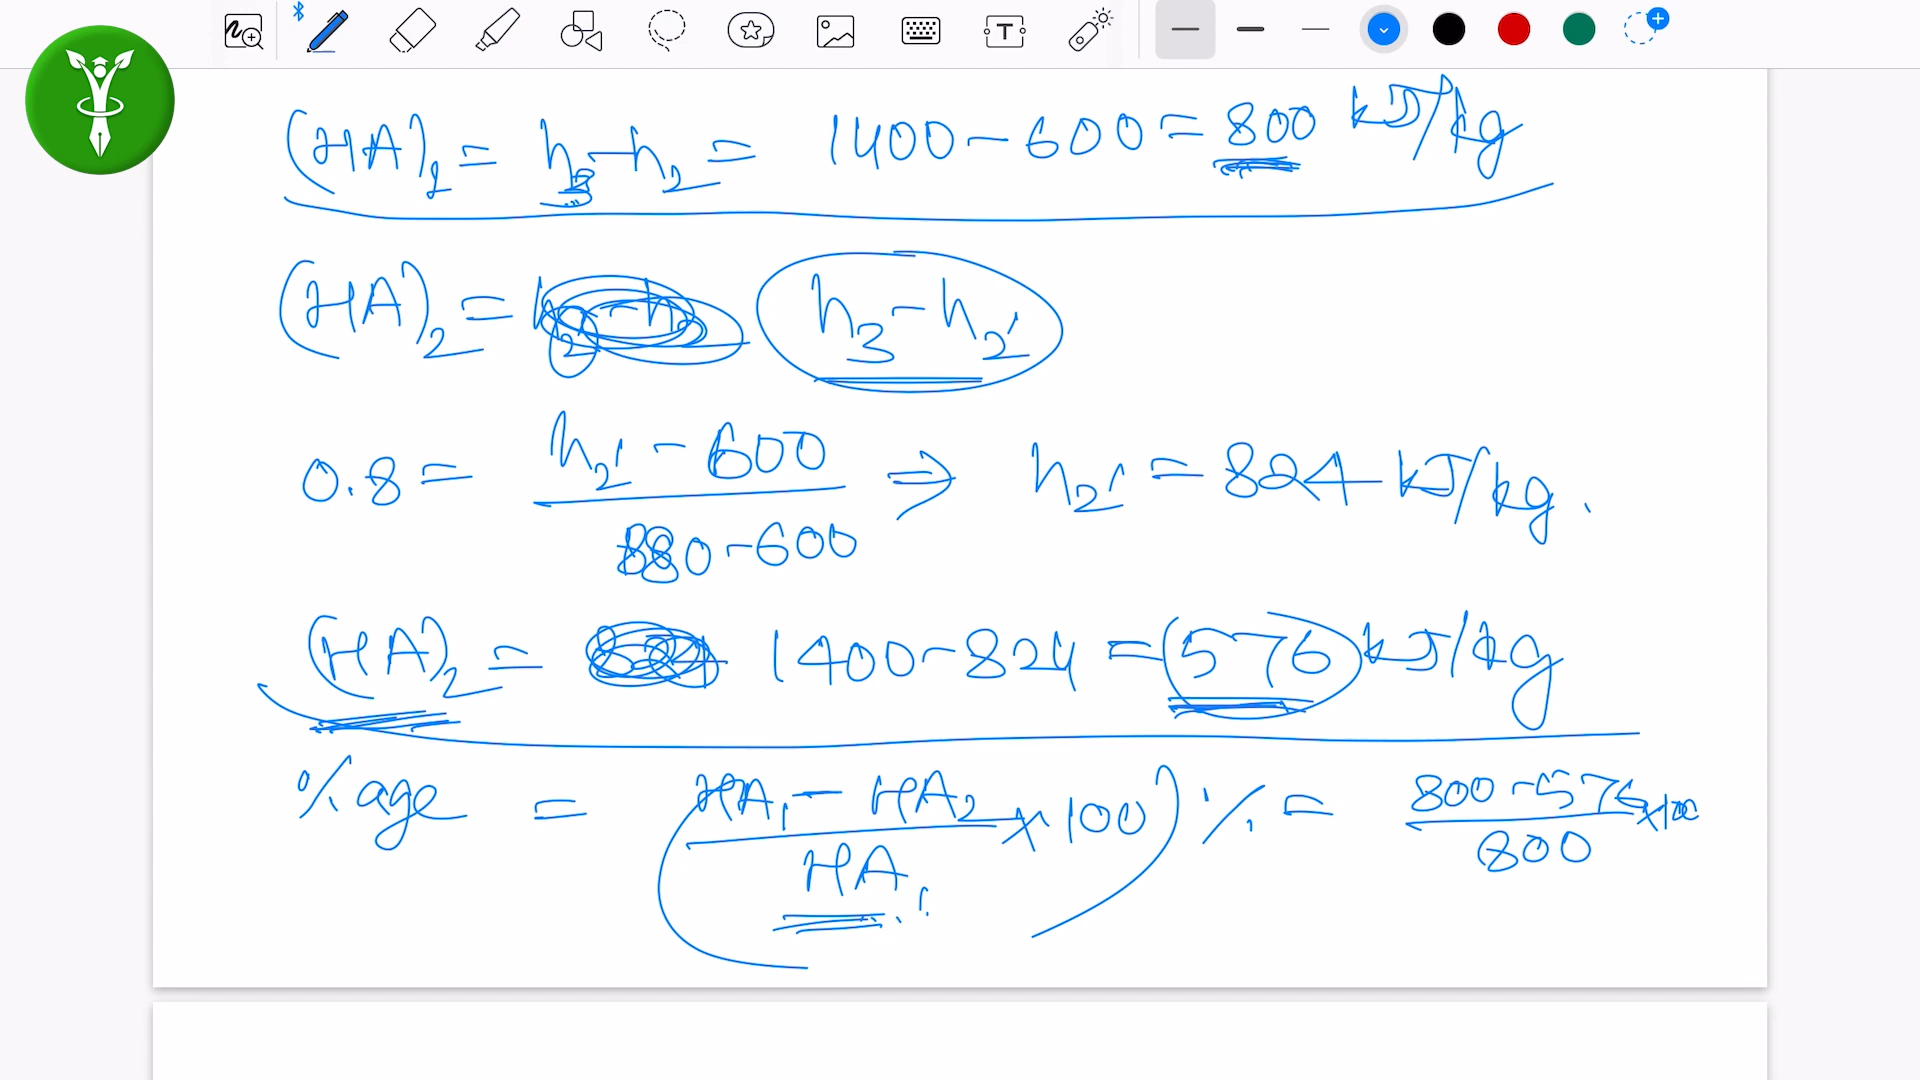 (HA)₁ = h₃ - h₂ = 1400 - 600 = 800 kJ/kg
(HA)₂ = h₃ - h₂'
0.8 = (h₂' - 600) / (880 - 600) ⇒ h₂' = 824 kJ/kg.
(HA)₂ = 1400 - 824 = 576 kJ/kg
% age = ((HA₁ - HA₂) / HA₁ × 100) % = (800 - 576) / 800 × 100